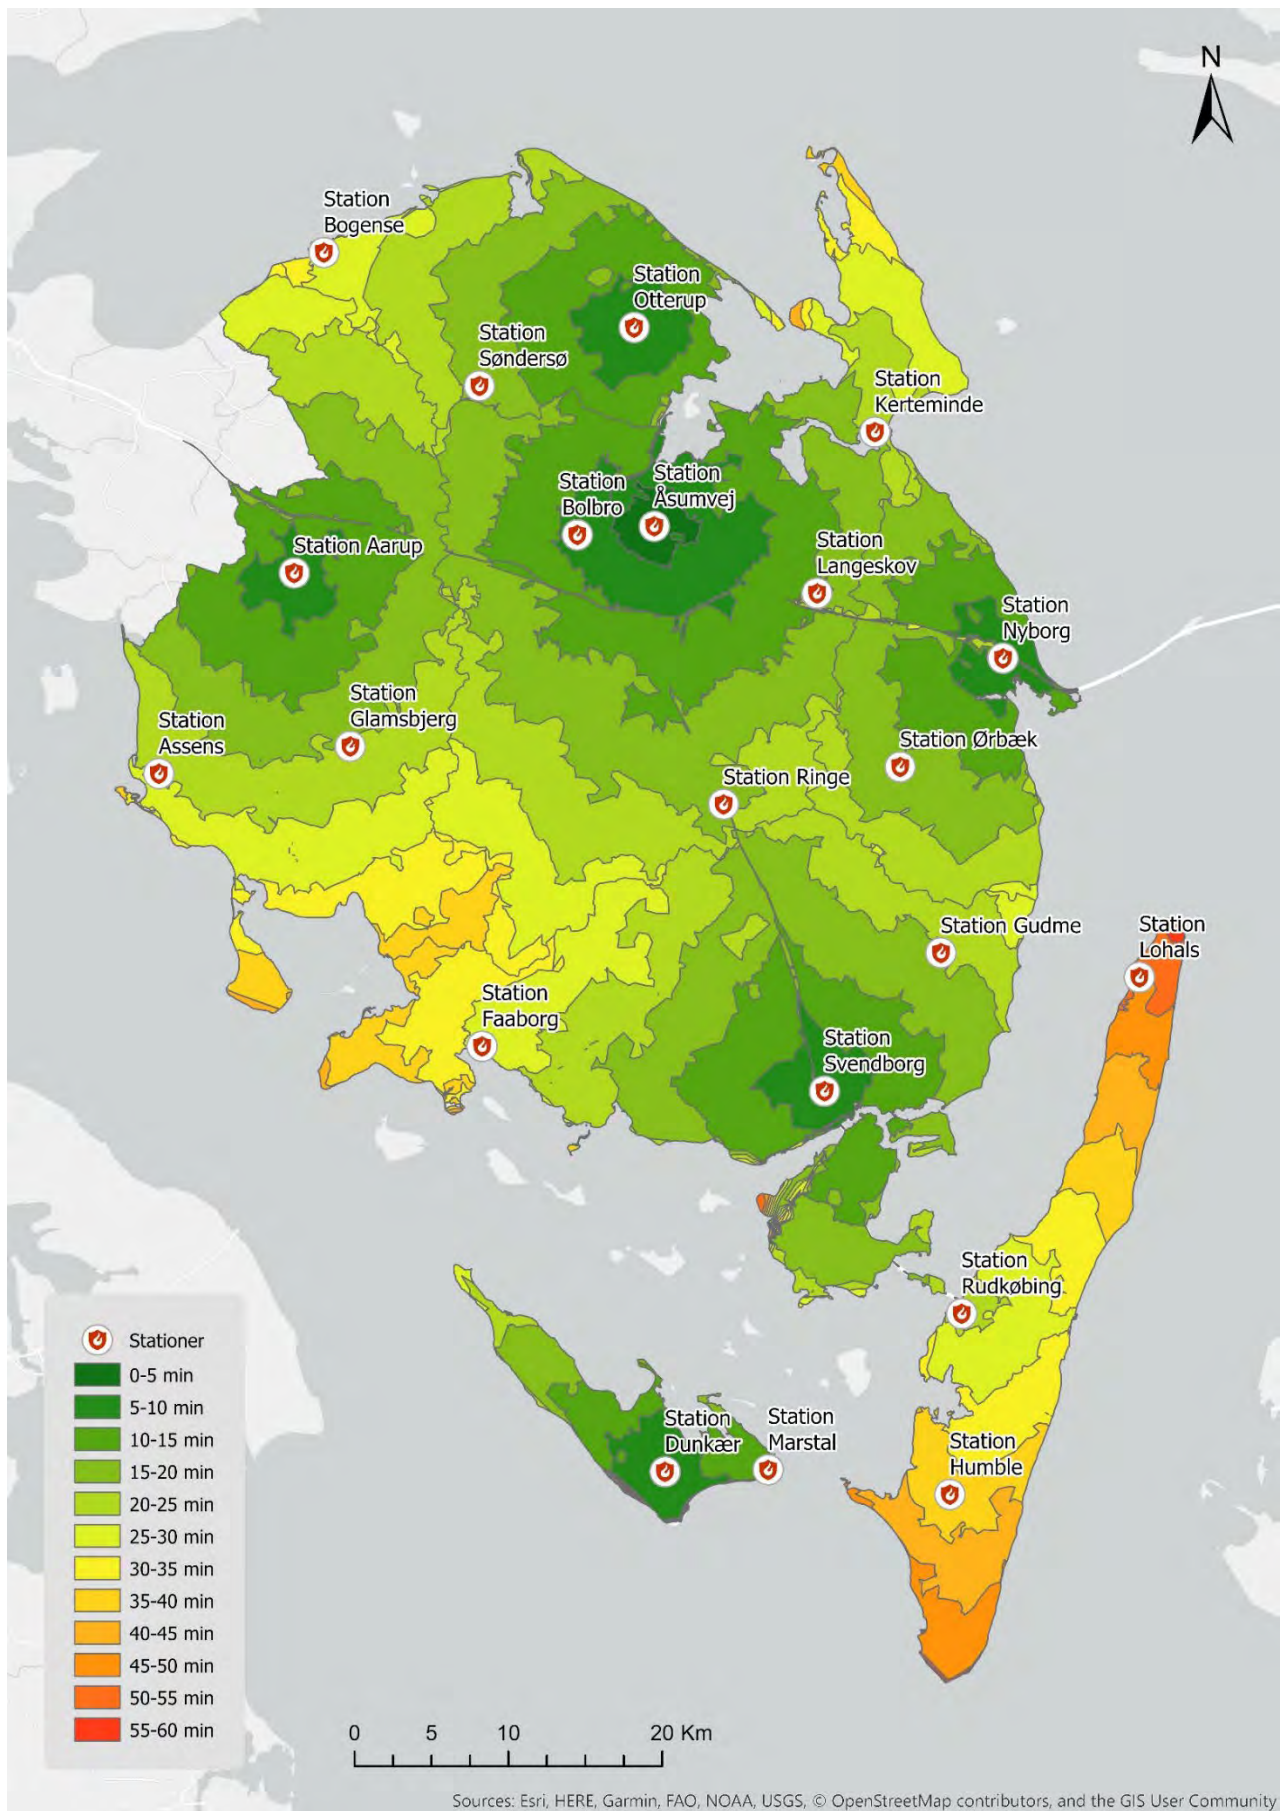 N
Station
Bogense
Station
Otterup
Station
Søndersø
Station
Kerteminde
Station
Bolbro
Station
Åsumvej
Station Aarup
Station
Langeskov
Station
Nyborg
Station
Glamsbjerg
Station
Assens
Station Ørbæk
Station Ringe
Station Gudme
Station
Lohals
Station
Faaborg
Station
Svendborg
Station
Rudkøbing
Station
Dunkær
Station
Marstal
Station
Humble
Stationer
0-5 min
5-10 min
10-15 min
15-20 min
20-25 min
25-30 min
30-35 min
35-40 min
40-45 min
45-50 min
50-55 min
55-60 min
0 5 10 20 Km
Sources: Esri, HERE, Garmin, FAO, NOAA, USGS, © OpenStreetMap contributors, and the GIS User Community